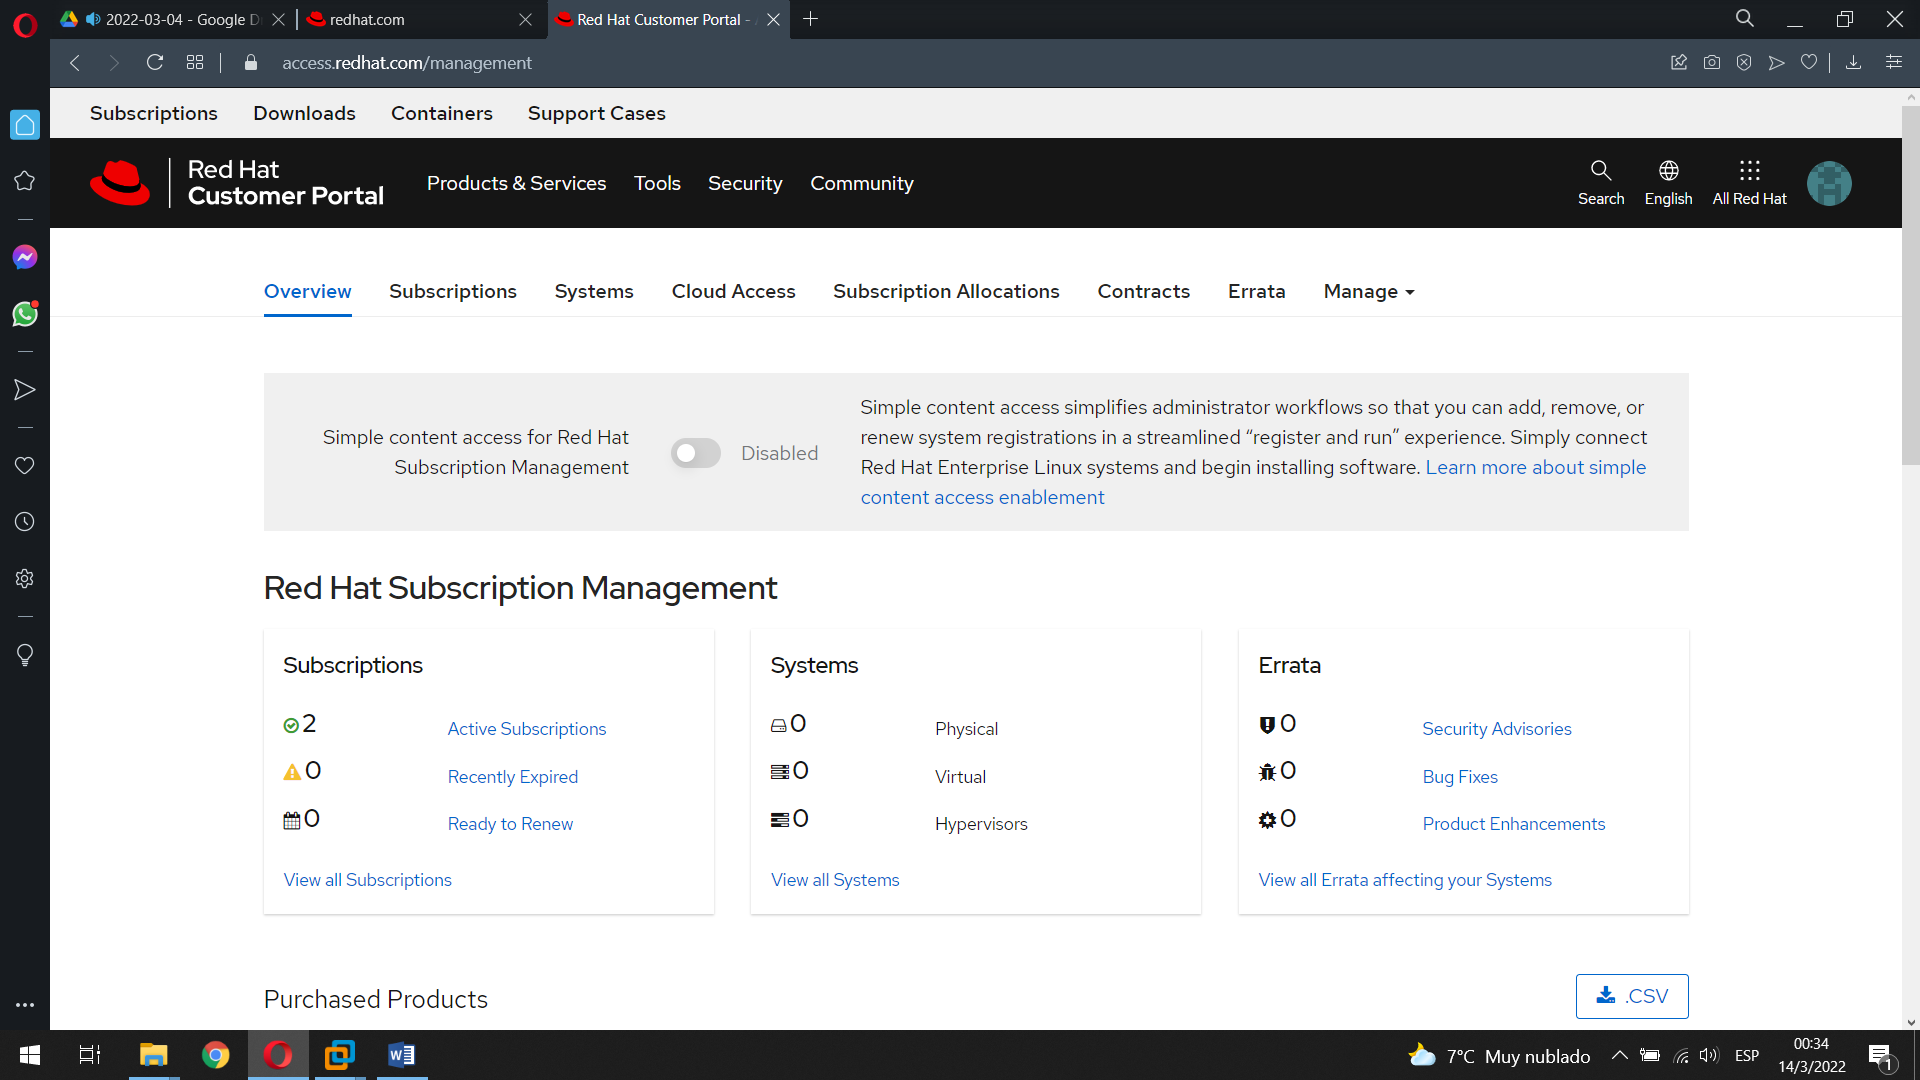 2022-03-04 - Google D
redhat.com
Red Hat Customer Portal -
access.redhat.com/management
Subscriptions
Downloads
Containers
Support Cases
Red Hat
Customer Portal
Products & Services
Tools
Security
Community
Search
English
All Red Hat
Overview
Subscriptions
Systems
Cloud Access
Subscription Allocations
Contracts
Errata
Manage
Simple content access for Red Hat
Subscription Management
Disabled
Simple content access simplifies administrator workflows so that you can add, remove, or
renew system registrations in a streamlined “register and run” experience. Simply connect
Red Hat Enterprise Linux systems and begin installing software. Learn more about simple
content access enablement
Red Hat Subscription Management
Subscriptions
2 Active Subscriptions
0 Recently Expired
0 Ready to Renew
View all Subscriptions
Systems
0 Physical
0 Virtual
0 Hypervisors
View all Systems
Errata
0 Security Advisories
0 Bug Fixes
0 Product Enhancements
View all Errata affecting your Systems
Purchased Products
.CSV
7°C Muy nublado
ESP
00:34
14/3/2022
1